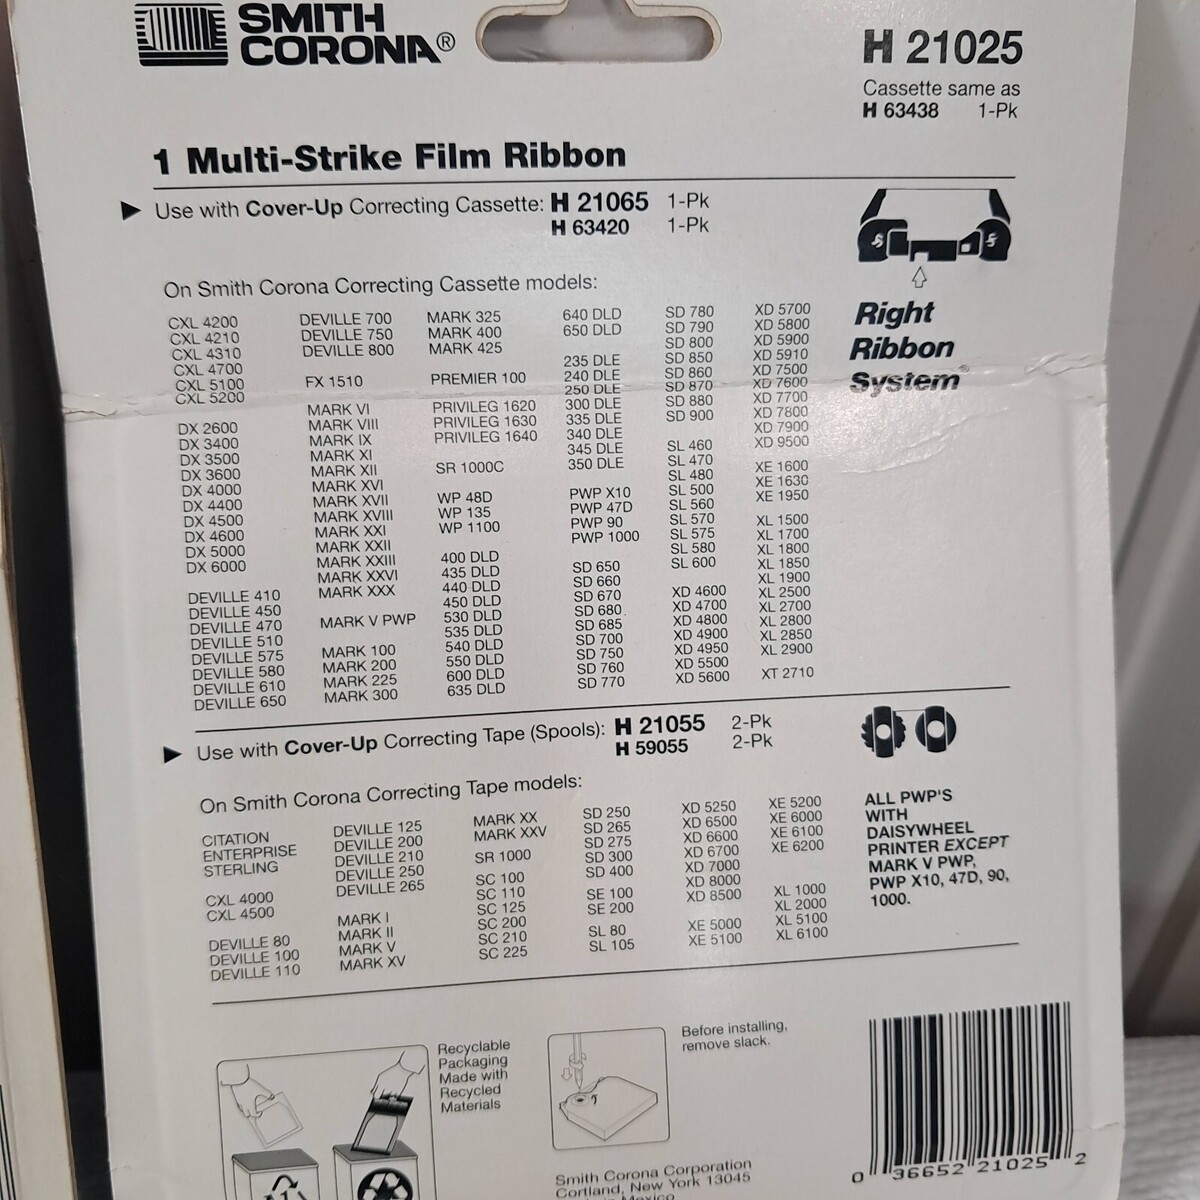 SMITH
CORONA®
H 21025
Cassette same as
H 63438 1-Pk
1 Multi-Strike Film Ribbon
Use with Cover-Up Correcting Cassette: H 21065 1-Pk
H 63420 1-Pk
Right
Ribbon
System®
On Smith Corona Correcting Cassette models:
CXL 4200
CXL 4210
CXL 4310
CXL 4700
CXL 5100
CXL 5200
DX 2600
DX 3400
DX 3500
DX 3600
DX 4000
DX 4400
DX 4500
DX 4600
DX 5000
DX 6000
DEVILLE 410
DEVILLE 450
DEVILLE 470
DEVILLE 510
DEVILLE 575
DEVILLE 580
DEVILLE 610
DEVILLE 650
DEVILLE 700
DEVILLE 750
DEVILLE 800
FX 1510
MARK VI
MARK VIII
MARK IX
MARK XI
MARK XII
MARK XVI
MARK XVII
MARK XVIII
MARK XXI
MARK XXII
MARK XXIII
MARK XXVI
MARK XXX
MARK V PWP
MARK 100
MARK 200
MARK 225
MARK 300
MARK 325
MARK 400
MARK 425
PREMIER 100
PRIVILEG 1620
PRIVILEG 1630
PRIVILEG 1640
SR 1000C
WP 48D
WP 135
WP 1100
400 DLD
435 DLD
440 DLD
450 DLD
530 DLD
535 DLD
540 DLD
550 DLD
600 DLD
635 DLD
640 DLD
650 DLD
235 DLE
240 DLE
250 DLE
300 DLE
335 DLE
340 DLE
345 DLE
350 DLE
PWP X10
PWP 47D
PWP 90
PWP 1000
SD 650
SD 660
SD 670
SD 680
SD 685
SD 700
SD 750
SD 760
SD 770
SD 780
SD 790
SD 800
SD 850
SD 860
SD 870
SD 880
SD 900
SL 460
SL 470
SL 480
SL 500
SL 560
SL 570
SL 575
SL 580
SL 600
XD 4600
XD 4700
XD 4800
XD 4900
XD 4950
XD 5500
XD 5600
XD 5700
XD 5800
XD 5900
XD 5910
XD 7500
XD 7600
XD 7700
XD 7800
XD 7900
XD 9500
XE 1600
XE 1630
XE 1950
XL 1500
XL 1700
XL 1800
XL 1850
XL 1900
XL 2500
XL 2700
XL 2800
XL 2850
XL 2900
XT 2710
Use with Cover-Up Correcting Tape (Spools): H 21055 2-Pk
H 59055 2-Pk
On Smith Corona Correcting Tape models:
CITATION
ENTERPRISE
STERLING
CXL 4000
CXL 4500
DEVILLE 80
DEVILLE 100
DEVILLE 110
DEVILLE 125
DEVILLE 200
DEVILLE 210
DEVILLE 250
DEVILLE 265
MARK I
MARK II
MARK V
MARK XV
MARK XX
MARK XXV
SR 1000
SC 100
SC 110
SC 125
SC 200
SC 210
SC 225
SD 250
SD 265
SD 275
SD 300
SD 400
SE 100
SE 200
SL 80
SL 105
XD 5250
XD 6500
XD 6600
XD 6700
XD 7000
XD 8000
XD 8500
XE 5000
XE 5100
XE 5200
XE 6000
XE 6100
XE 6200
XL 1000
XL 2000
XL 5100
XL 6100
ALL PWP'S
WITH
DAISYWHEEL
PRINTER EXCEPT
MARK V PWP,
PWP X10, 47D, 90,
1000.
Recyclable
Packaging
Made with
Recycled
Materials
Before installing,
remove slack.
Smith Corona Corporation
Cortland, New York 13045
in Mexico
0 36652 21025 2